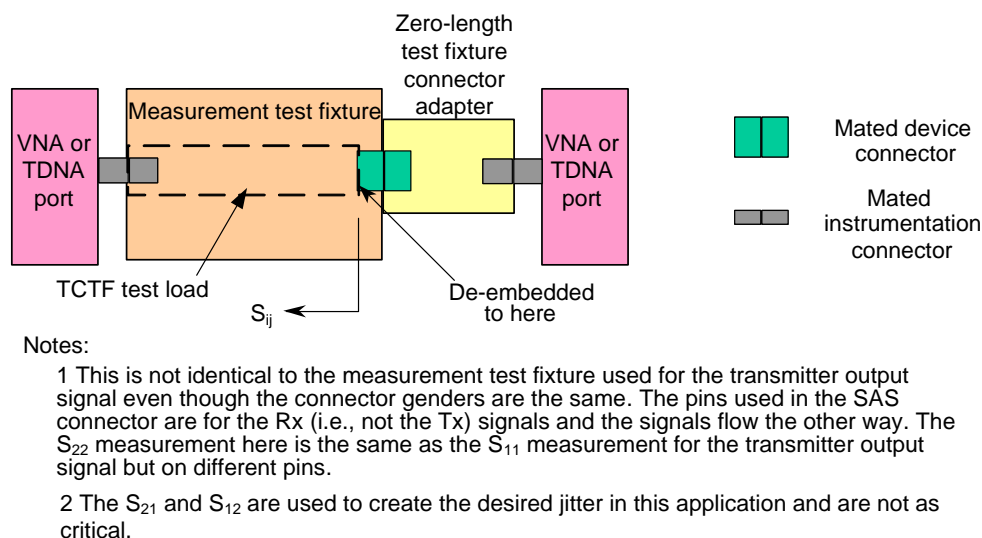 Zero-length
test fixture
connector
adapter
Measurement test fixture
VNA or
TDNA
port
VNA or
TDNA
port
Mated device
connector
Mated
instrumentation
connector
TCTF test load
De-embedded
to here
Sij
Notes:
1 This is not identical to the measurement test fixture used for the transmitter output
signal even though the connector genders are the same. The pins used in the SAS
connector are for the Rx (i.e., not the Tx) signals and the signals flow the other way. The
S22 measurement here is the same as the S11 measurement for the transmitter output
signal but on different pins.
2 The S21 and S12 are used to create the desired jitter in this application and are not as
critical.